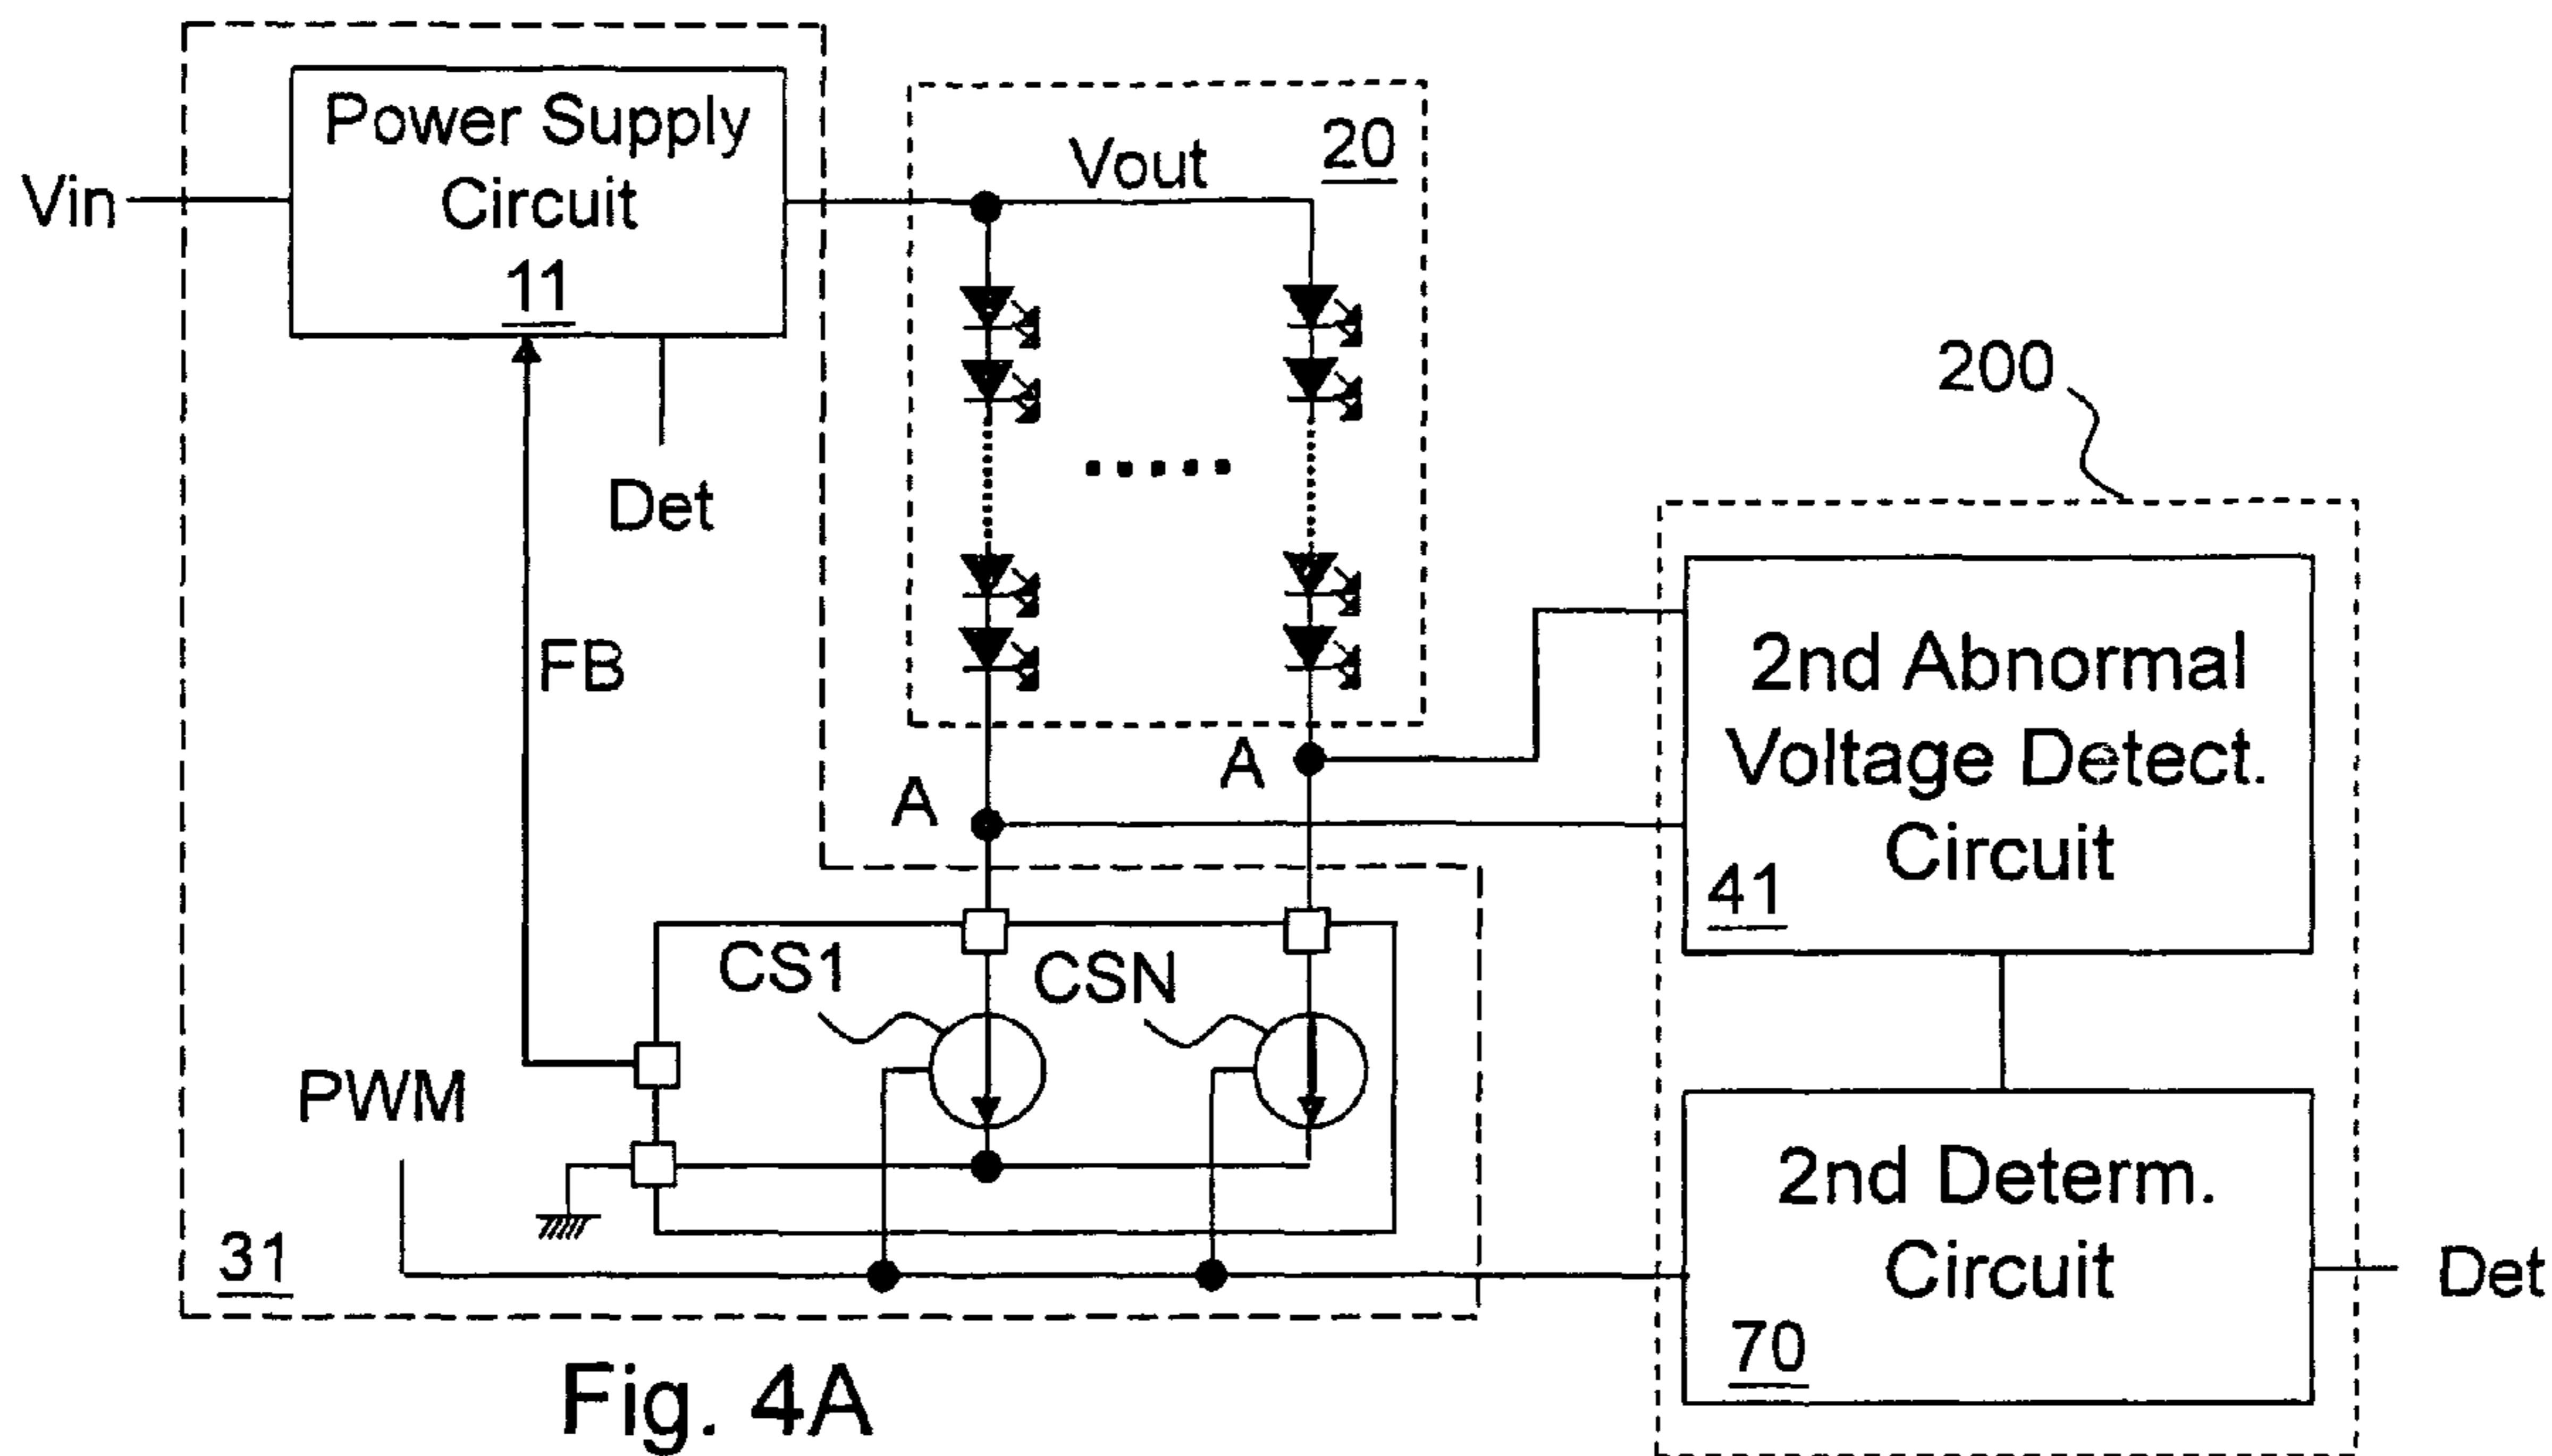 Power Supply
Circuit
11
Vin
Vout
20
Det
200
FB
2nd Abnormal
Voltage Detect.
Circuit
41
A
A
CS1
CSN
PWM
2nd Determ.
Circuit
70
Det
31
Fig. 4A